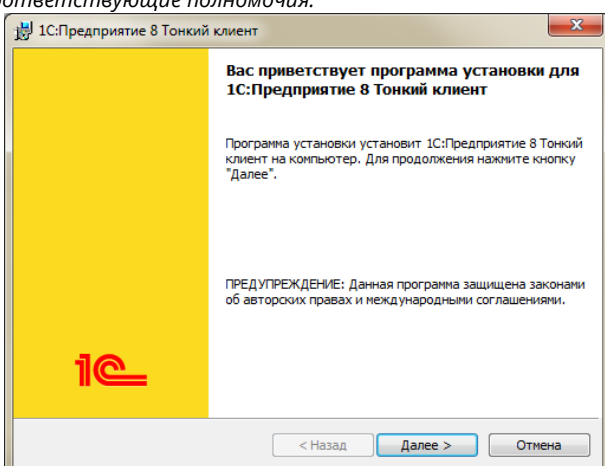 ответствующие полномочия.
1С:Предприятие 8 Тонкий клиент
Вас приветствует программа установки для
1С:Предприятие 8 Тонкий клиент
Программа установки установит 1С:Предприятие 8 Тонкий
клиент на компьютер. Для продолжения нажмите кнопку
"Далее".
ПРЕДУПРЕЖДЕНИЕ: Данная программа защищена законами
об авторских правах и международными соглашениями.
1С
< Назад
Далее >
Отмена